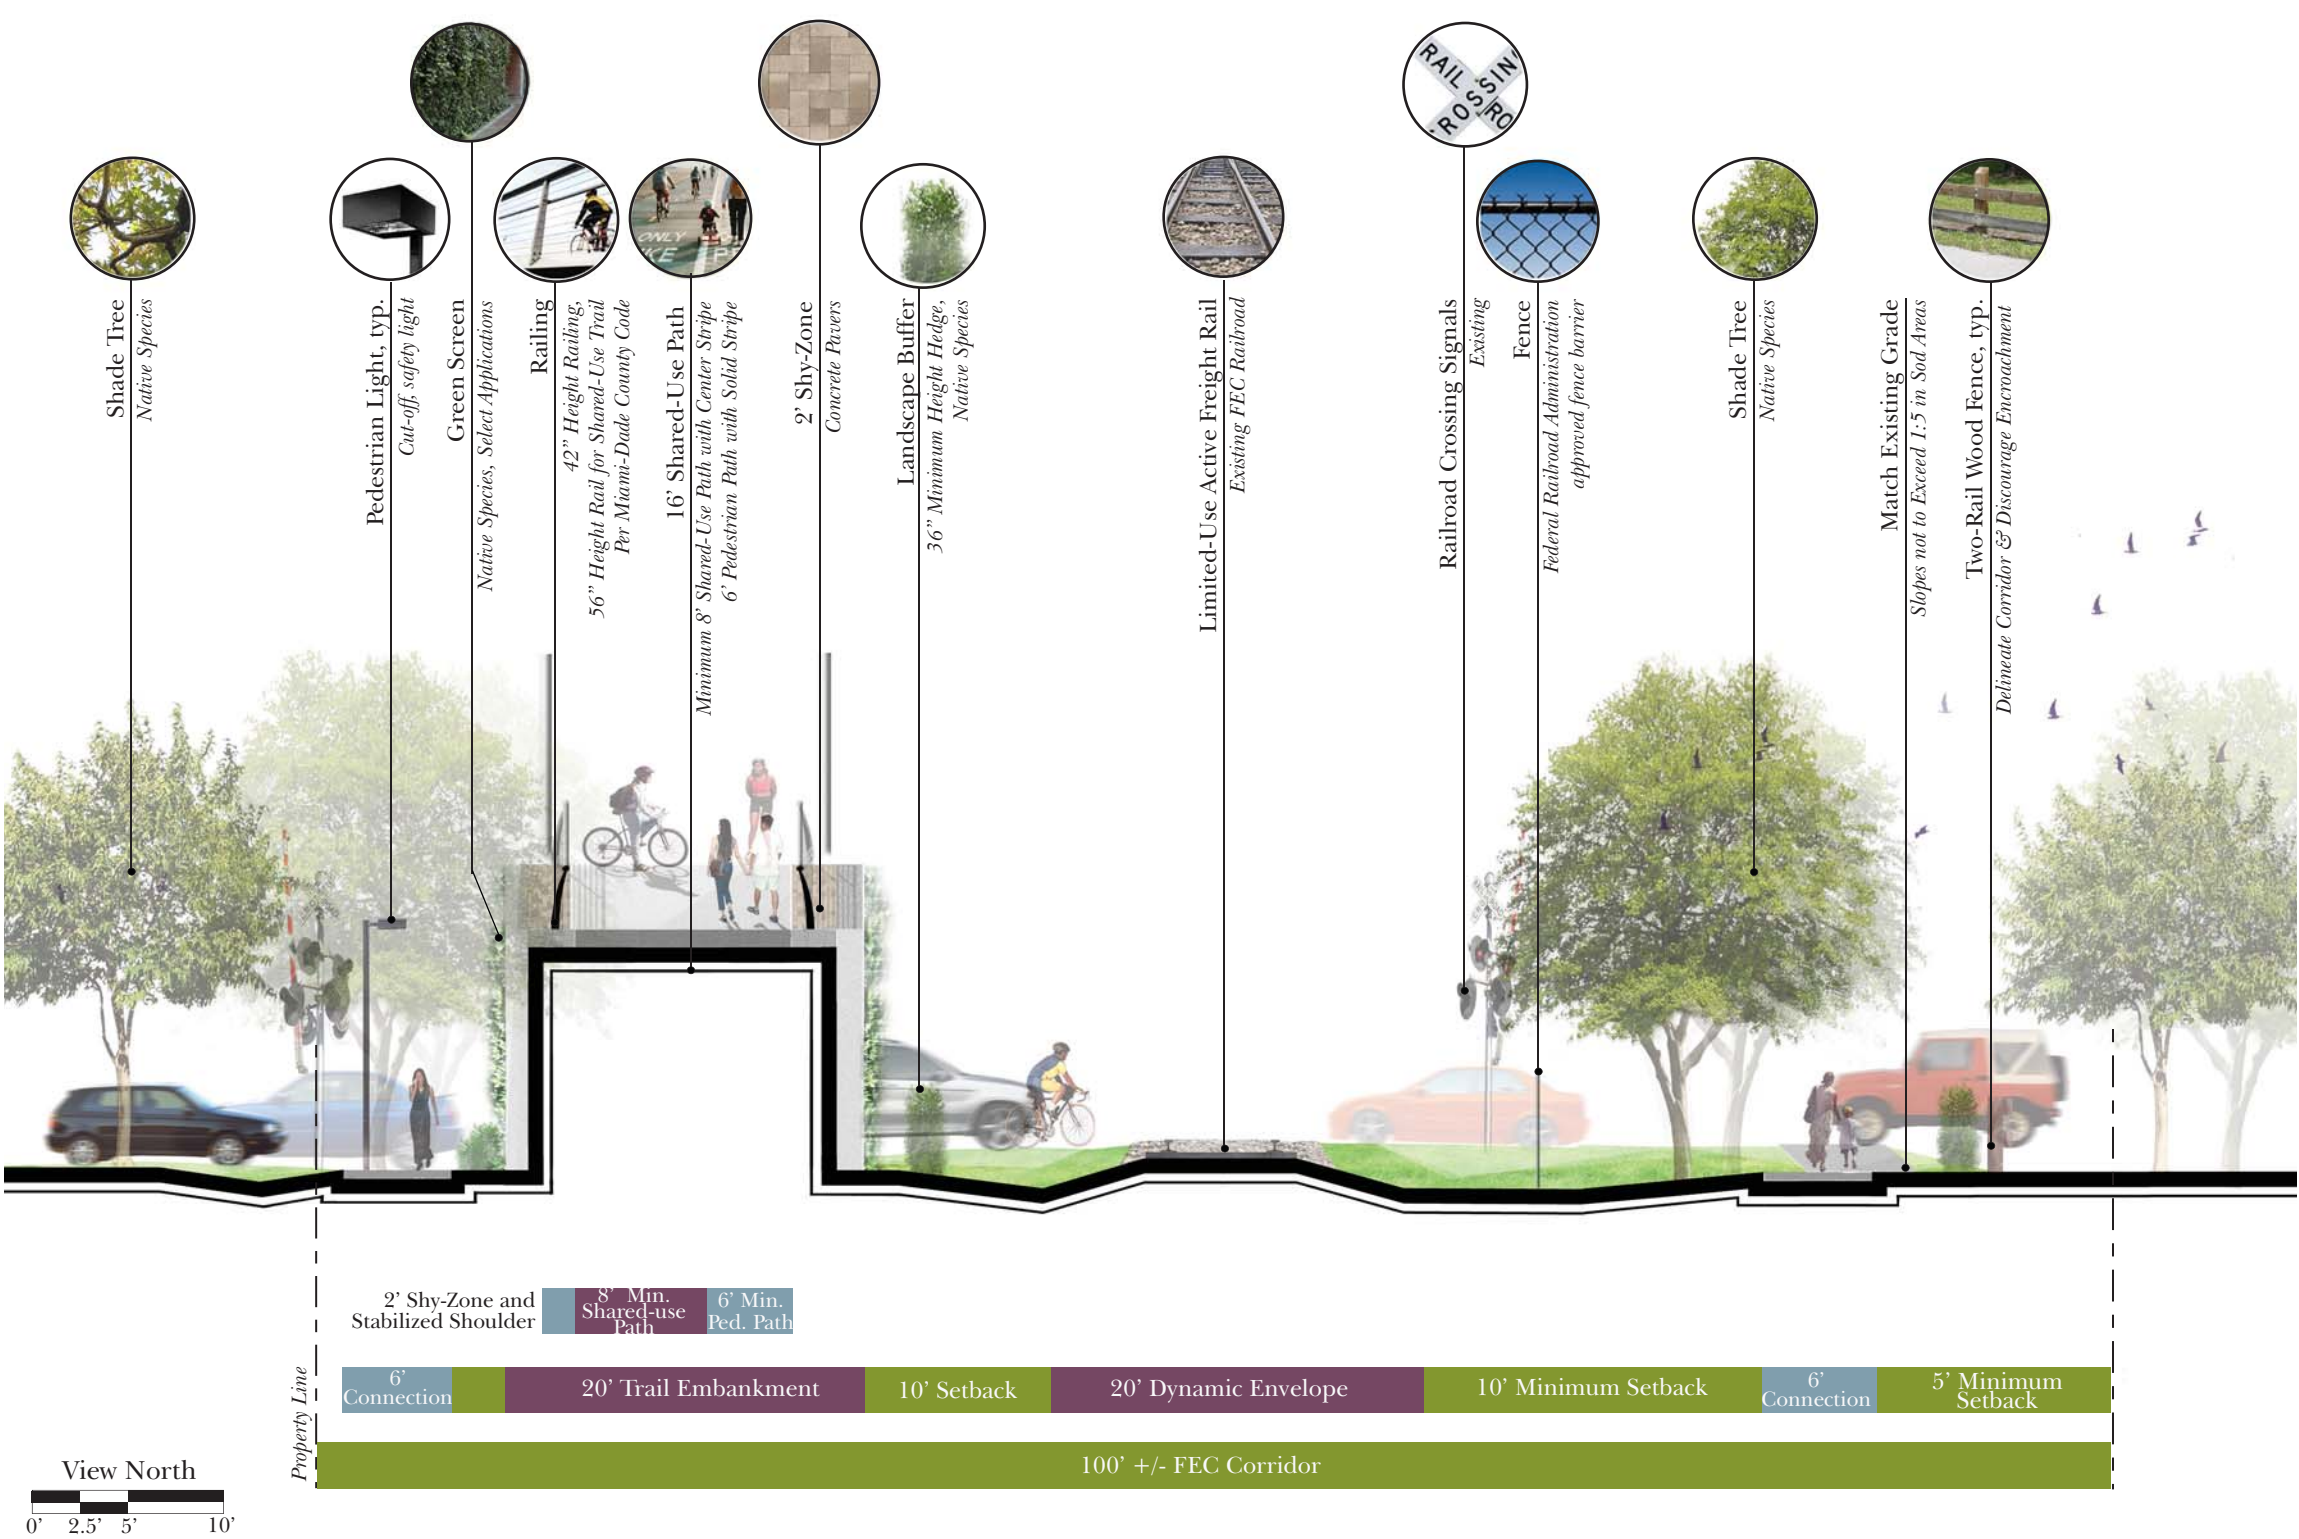 RAIL
ROSSIN
RO
ONLY
KE
P
Shade Tree
Native Species
Pedestrian Light, typ.
Cut-off, safety light
Green Screen
Native Species, Select Applications
Railing
42” Height Railing,
56” Height Rail for Shared-Use Trail
Per Miami-Dade County Code
16’ Shared-Use Path
Minimum 8’ Shared-Use Path with Center Stripe
6’ Pedestrian Path with Solid Stripe
2’ Shy-Zone
Concrete Pavers
Landscape Buffer
36” Minimum Height Hedge,
Native Species
Limited-Use Active Freight Rail
Existing FEC Railroad
Railroad Crossing Signals
Existing
Fence
Federal Railroad Administration
approved fence barrier
Shade Tree
Native Species
Match Existing Grade
Slopes not to Exceed 1:5 in Sod Areas
Two-Rail Wood Fence, typ.
Delineate Corridor & Discourage Encroachment
2’ Shy-Zone and
Stabilized Shoulder
8’ Min.
Shared-use
Path
6’ Min.
Ped. Path
6’
Connection
20’ Trail Embankment
10’ Setback
20’ Dynamic Envelope
10’ Minimum Setback
6’
Connection
5’ Minimum
Setback
Property Line
100’ +/- FEC Corridor
View North
0’ 2.5’ 5’ 10’